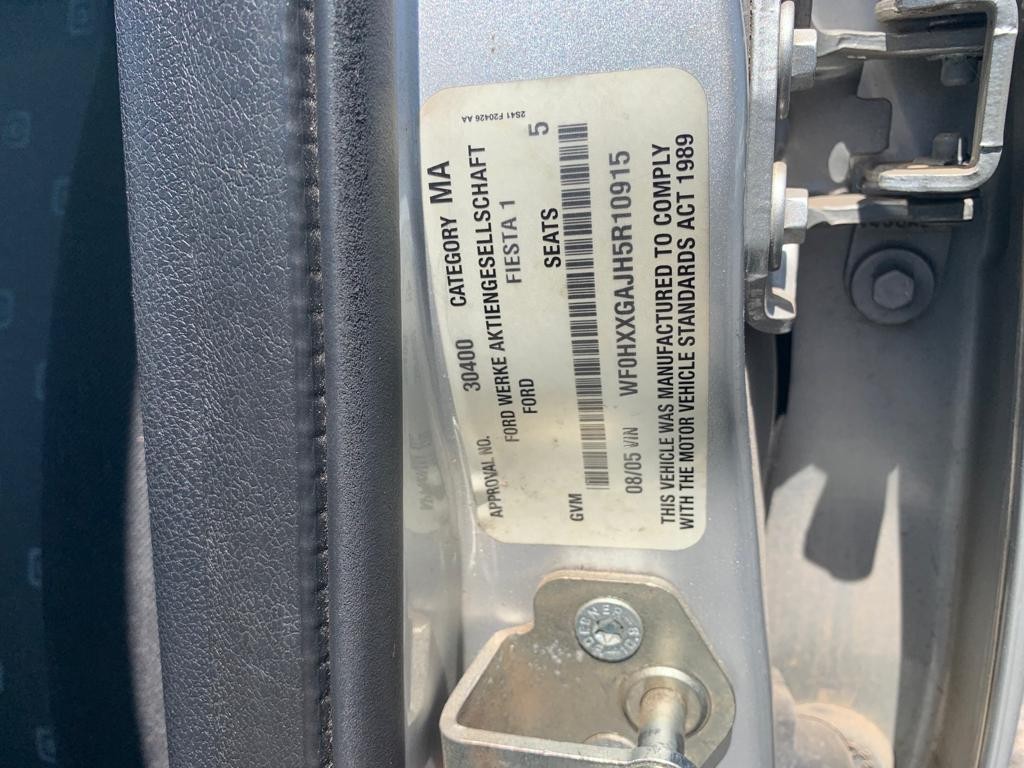 2S41 F20426 AA
APPROVAL NO. 30400 CATEGORY MA
FORD WERKE AKTIENGESELLSCHAFT
FORD FIESTA 1
SEATS 5
GVM
08/05 VIN WF0HXXGAJH5R10915
THIS VEHICLE WAS MANUFACTURED TO COMPLY
WITH THE MOTOR VEHICLE STANDARDS ACT 1989